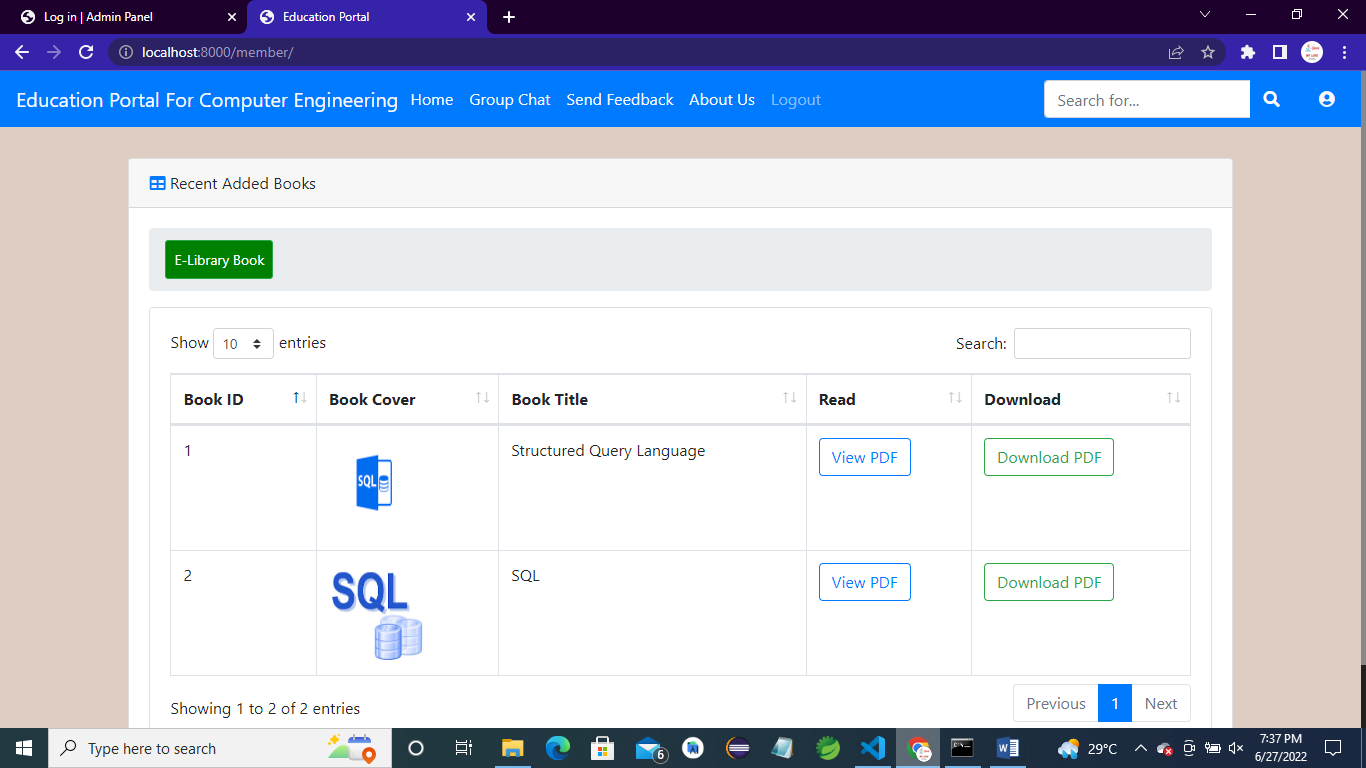 Log in | Admin Panel
Education Portal
localhost:8000/member/
Education Portal For Computer Engineering Home Group Chat Send Feedback About Us Logout Search for...
Recent Added Books
E-Library Book
Show 10 entries Search:
Book ID Book Cover Book Title Read Download
1 SQL Structured Query Language View PDF Download PDF
2 SQL SQL View PDF Download PDF
Showing 1 to 2 of 2 entries Previous 1 Next
Type here to search 6 29°C 7:37 PM
6/27/2022